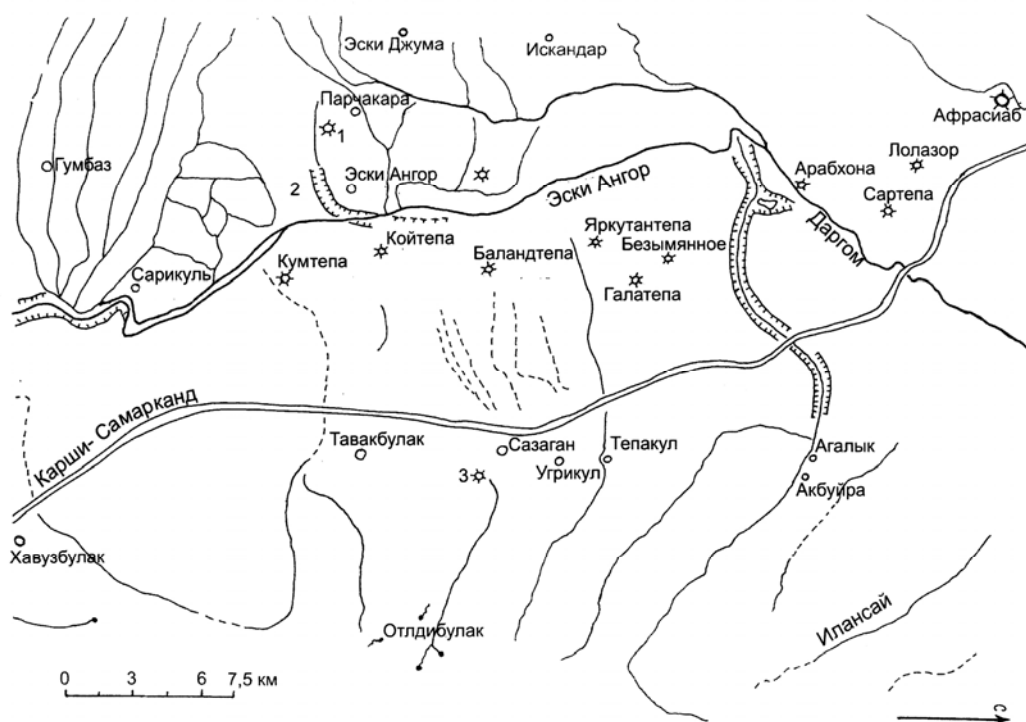 Эски Джума
Искандар
Парчакара
1
Афрасиаб
Гумбаз
Лолазор
Арабхона
2
Эски Ангор
Эски Ангор
Сартепа
Даргом
Яркутантепа
Койтепа
Безымянное
Баландтепа
Кумтепа
Сарикуль
Галатепа
Карши- Самарканд
Тавакбулак
Сазаган
Тепакул
Агалык
Угрикул
3
Акбуйра
Хавузбулак
Отлдибулак
Илансай
0 3 6 7,5 км
с